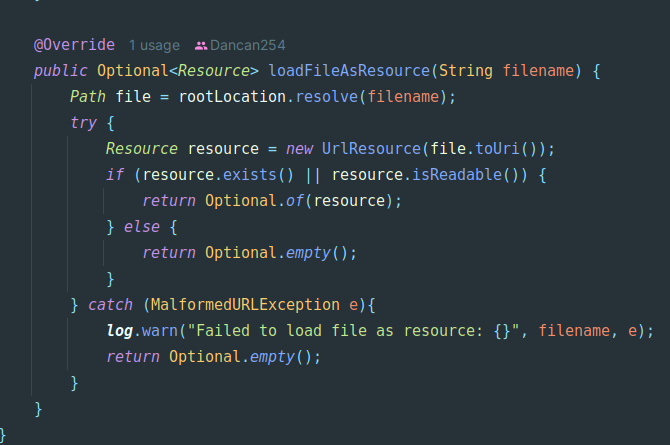 }
@Override 1 usage Dancan254
public Optional<Resource> loadFileAsResource(String filename) {
Path file = rootLocation.resolve(filename);
try {
Resource resource = new UrlResource(file.toUri());
if (resource.exists() || resource.isReadable()) {
return Optional.of(resource);
} else {
return Optional.empty();
}
} catch (MalformedURLException e){
log.warn("Failed to load file as resource: {}", filename, e);
return Optional.empty();
}
}
}